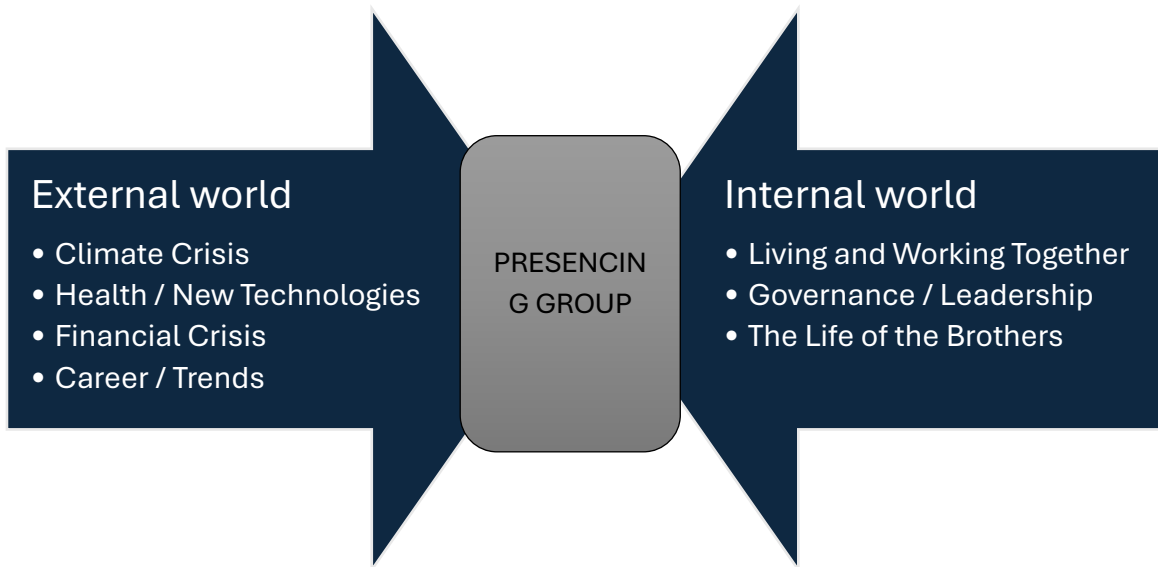 External world
• Climate Crisis
• Health / New Technologies
• Financial Crisis
• Career / Trends
PRESENCIN
G GROUP
Internal world
• Living and Working Together
• Governance / Leadership
• The Life of the Brothers